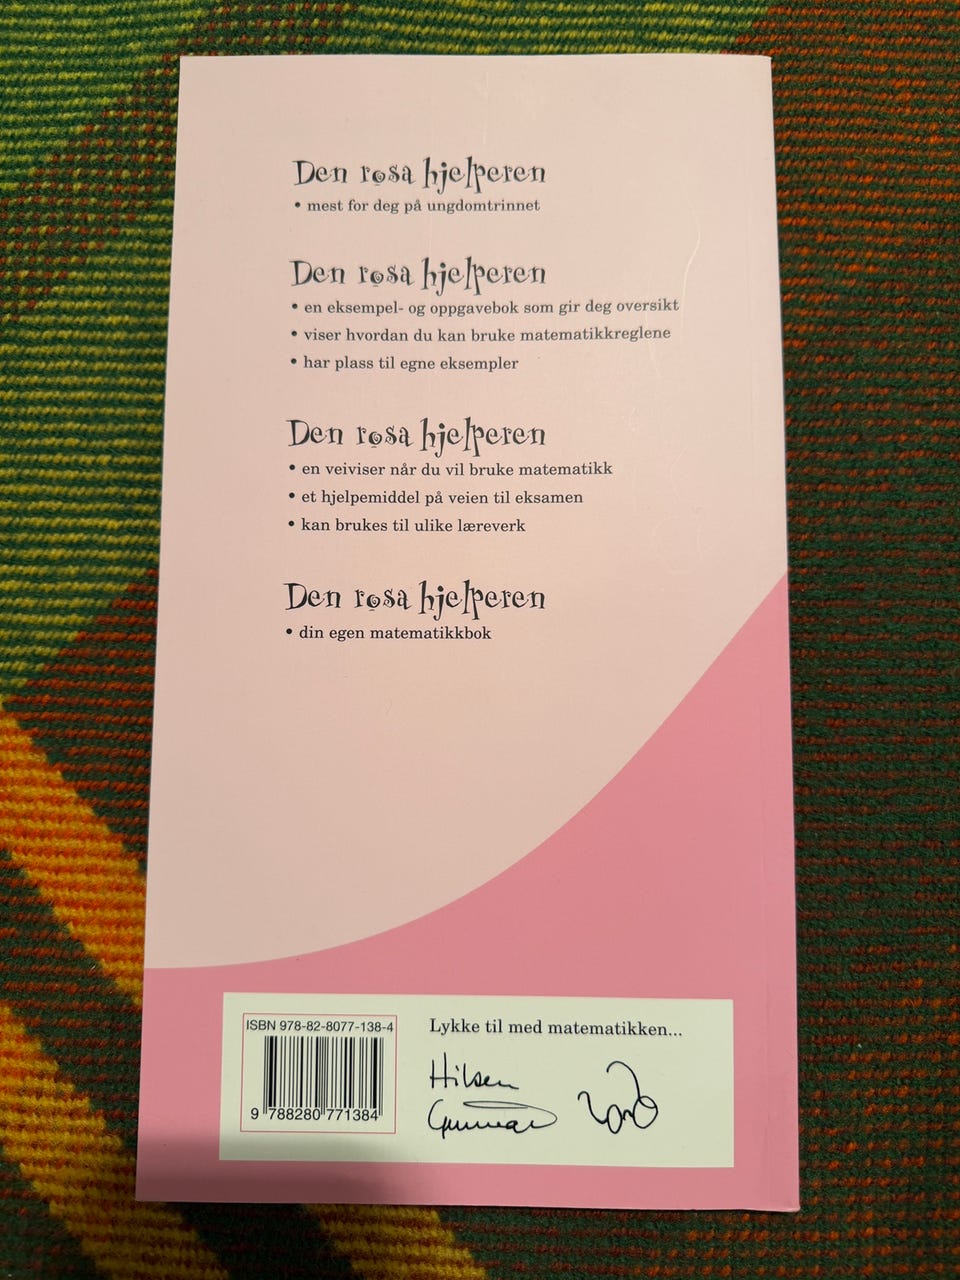 Den rosa hjelperen
• mest for deg på ungdomtrinnet
Den rosa hjelperen
• en eksempel- og oppgavebok som gir deg oversikt
• viser hvordan du kan bruke matematikkreglene
• har plass til egne eksempler
Den rosa hjelperen
• en veiviser når du vil bruke matematikk
• et hjelpemiddel på veien til eksamen
• kan brukes til ulike læreverk
Den rosa hjelperen
• din egen matematikkbok
ISBN 978-82-8077-138-4
9 788280 771384
Lykke til med matematikken...
Hilsen
Gunnar